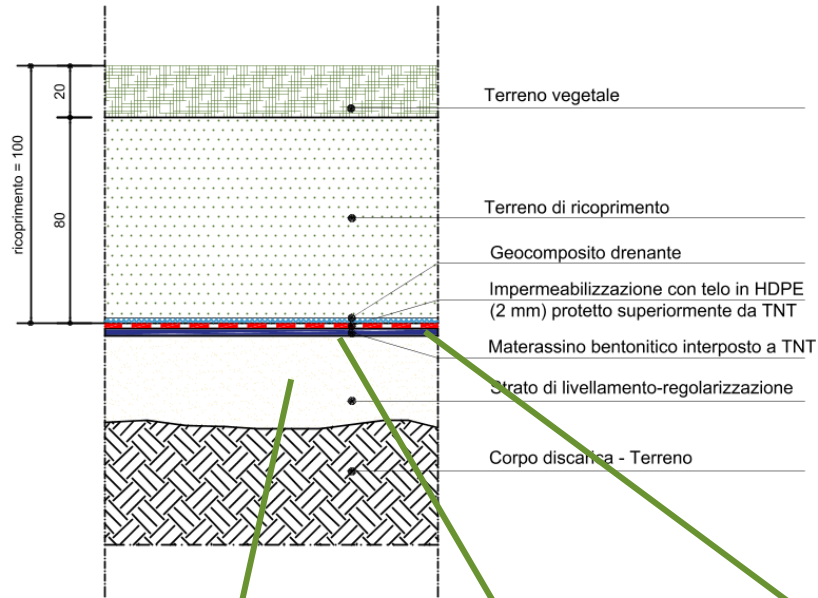 20
Terreno vegetale
ricoprimento = 100
80
Terreno di ricoprimento
Geocomposito drenante
Impermeabilizzazione con telo in HDPE
(2 mm) protetto superiormente da TNT
Materassino bentonitico interposto a TNT
Strato di livellamento-regolarizzazione
Corpo discarica - Terreno